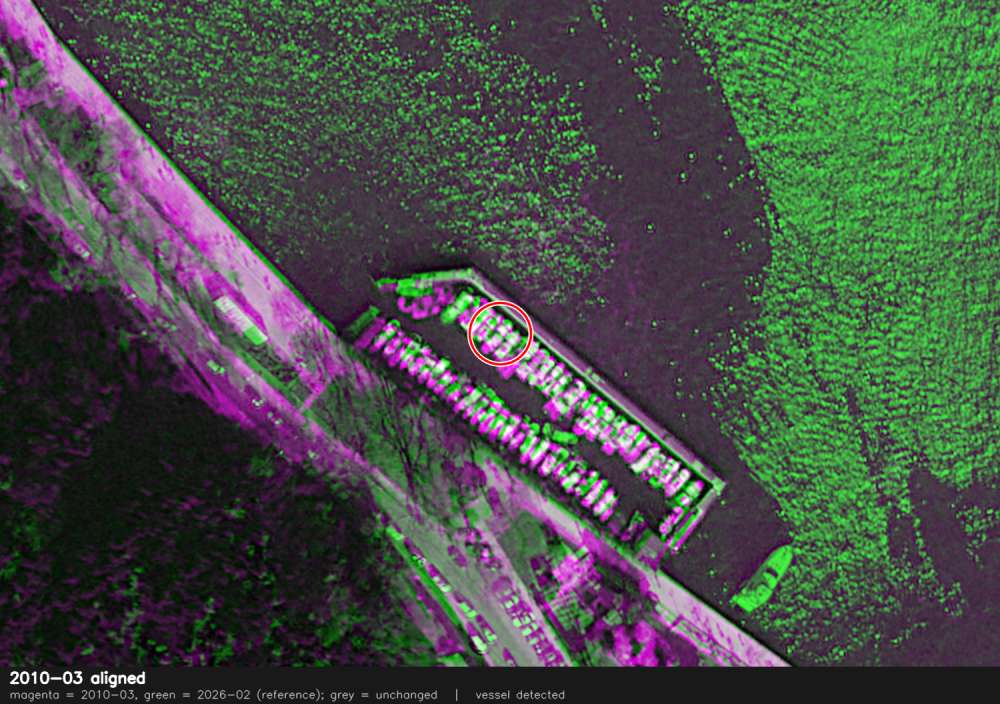 2010-03 aligned
magenta = 2010-03, green = 2026-02 (reference); grey = unchanged | vessel detected